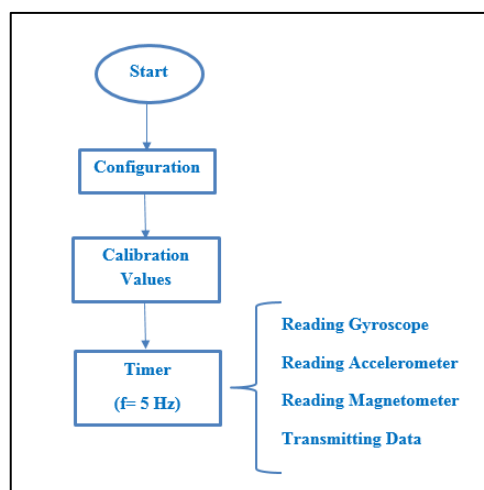 Start
Configuration
Calibration
Values
Timer
(f= 5 Hz)
Reading Gyroscope
Reading Accelerometer
Reading Magnetometer
Transmitting Data